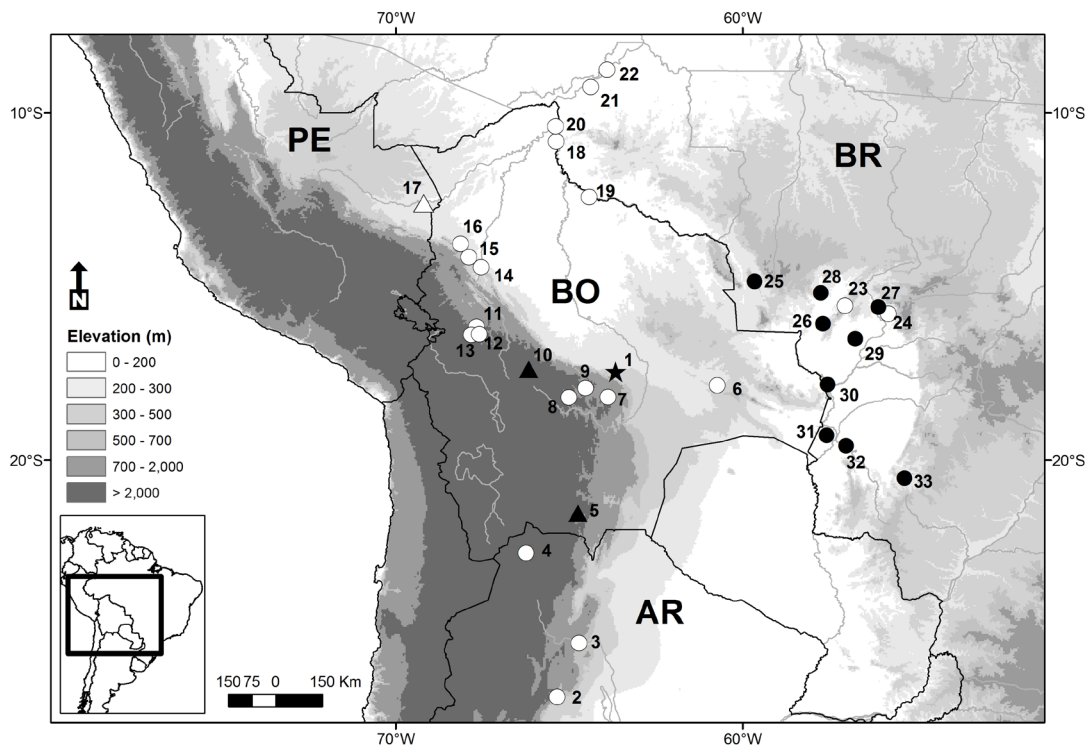 70°W 60°W
22
21
10°S 20 10°S
PE 18 BR
17
19
16
15
14 25 28 23 27
BO
N 11 26 24
Elevation (m) 12
13 10 1 29
0 - 200
200 - 300 9 6
300 - 500 8 7 30
500 - 700
700 - 2,000 31
20°S 32 20°S
> 2,000 33
5
4
AR
3
150 75 0 150 Km
2
70°W 60°W